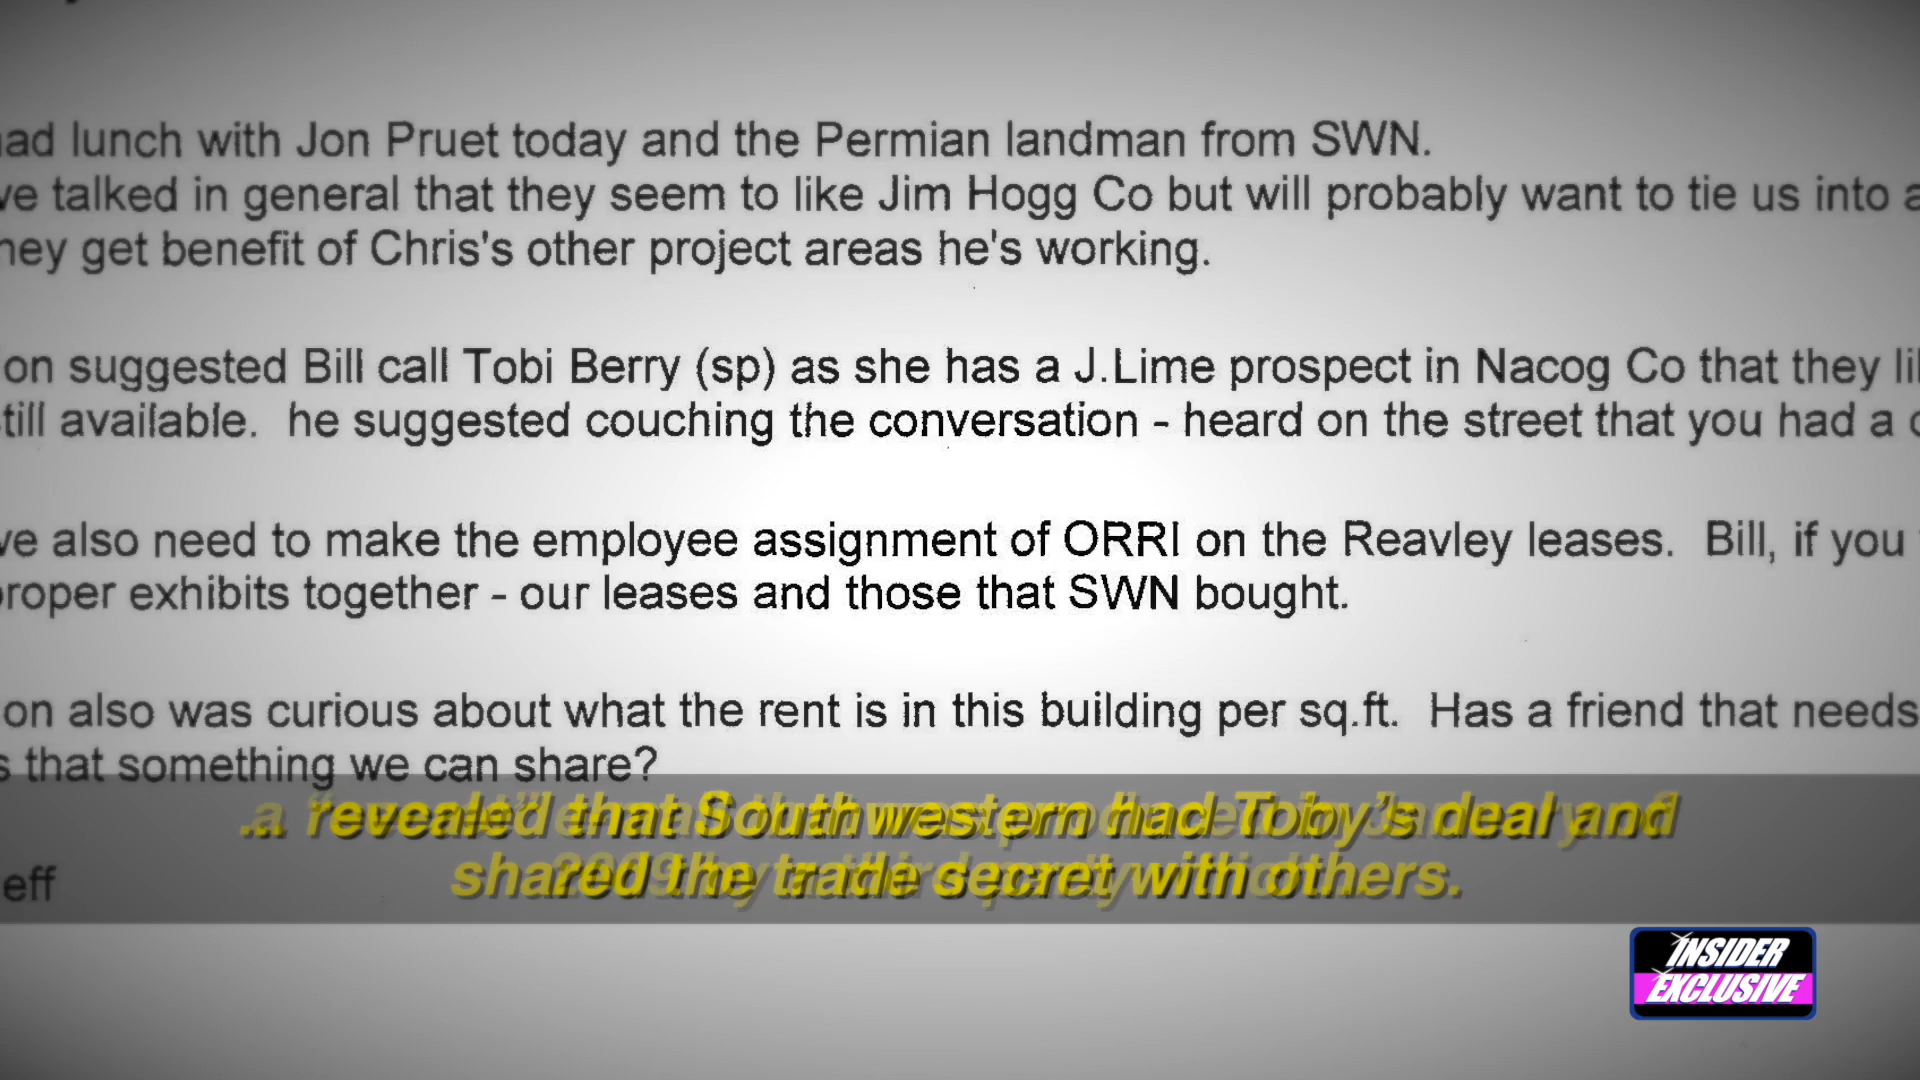 had lunch with Jon Pruet today and the Permian landman from SWN.
talked in general that they seem to like Jim Hogg Co but will probably want to tie us into
get benefit of Chris's other project areas he's working.
suggested Bill call Tobi Berry (sp) as she has a J.Lime prospect in Nacog Co that they
still available. he suggested couching the conversation - heard on the street that you had a
also need to make the employee assignment of ORRI on the Reavley leases. Bill, if you
exhibits together - our leases and those that SWN bought.
also was curious about what the rent is in this building per sq.ft. Has a friend that needs
that something we can share?
eff
revealed that Southwestern had Toby's deal and
shared the trade secret with others.
INSIDER
EXCLUSIVE